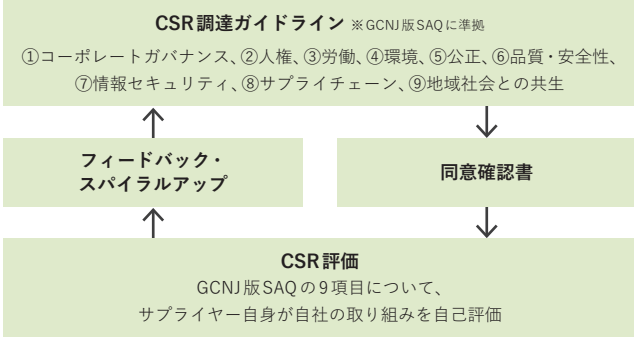 CSR調達ガイドライン ※GCNJ版SAQに準拠
①コーポレートガバナンス、②人権、③労働、④環境、⑤公正、⑥品質・安全性、
⑦情報セキュリティ、⑧サプライチェーン、⑨地域社会との共生
フィードバック・
スパイラルアップ
同意確認書
CSR評価
GCNJ版SAQの9項目について、
サプライヤー自身が自社の取り組みを自己評価